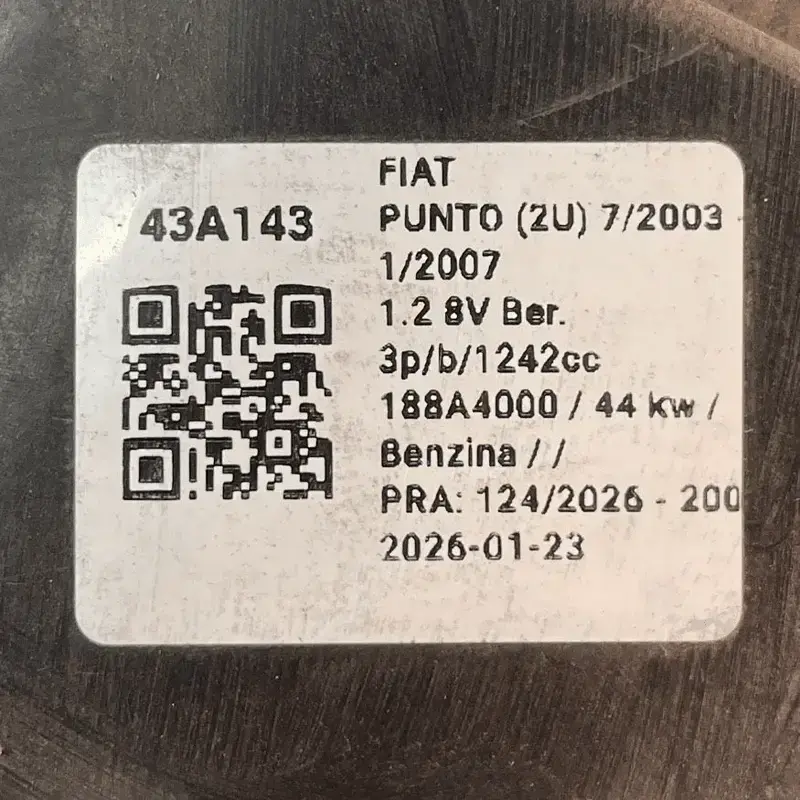 43A143
FIAT
PUNTO (2U) 7/2003
1/2007
1.2 8V Ber.
3p/b/1242cc
188A4000 / 44 kw /
Benzina / /
PRA: 124/2026 - 200
2026-01-23